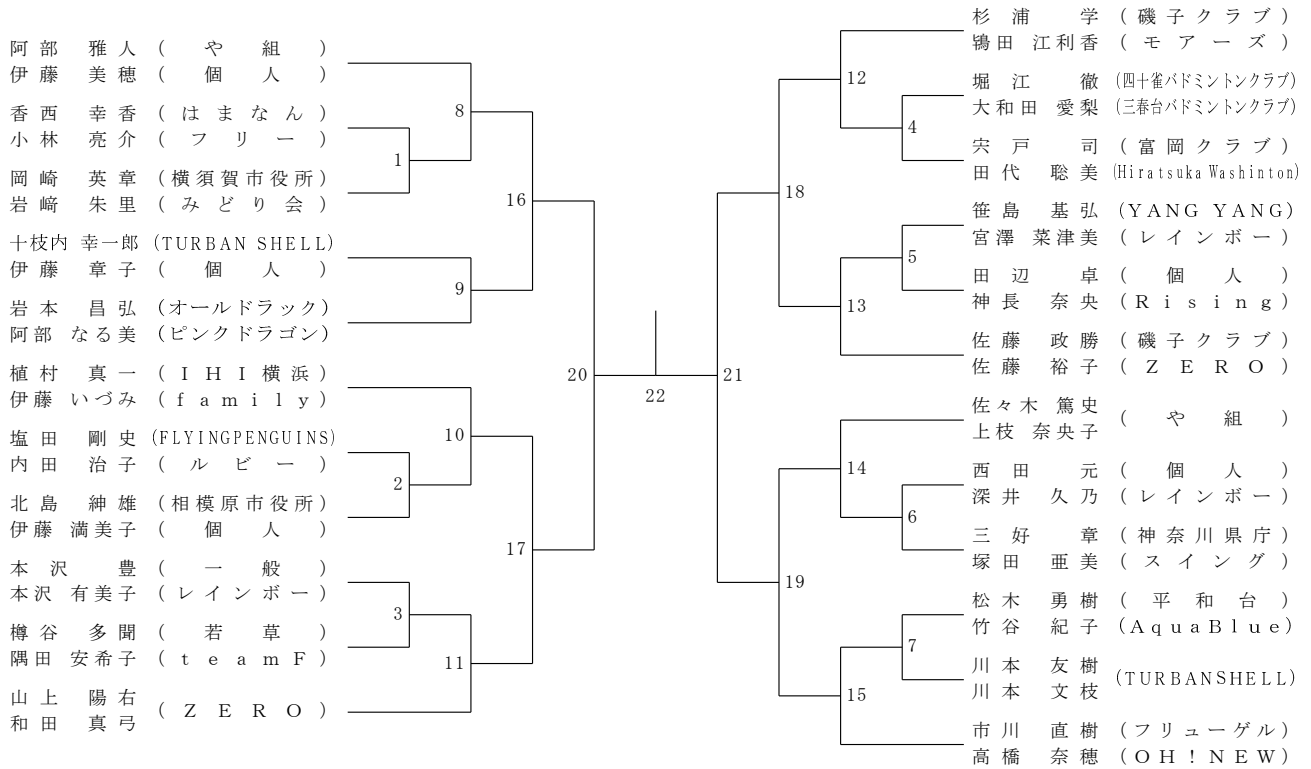 阿部 雅人 (や組)
伊藤 美穂 (個人)
香西 幸香 (はまなん)
小林 亮介 (フリー)
岡崎 英章 (横須賀市役所)
岩﨑 朱里 (みどり会)
十枝内 幸一郎 (TURBAN SHELL)
伊藤 章子 (個人)
岩本 昌弘 (オールドラック)
阿部 なる美 (ピンクドラゴン)
植村 真一 (IHI横浜)
伊藤 いづみ (family)
塩田 剛史 (FLYINGPENGUINS)
内田 治子 (ルビー)
北島 紳雄 (相模原市役所)
伊藤 満美子 (個人)
本沢 豊 (一般)
本沢 有美子 (レインボー)
樽谷 多聞 (若草)
隅田 安希子 (teamF)
山上 陽右
和田 真弓
(ZERO)
8
1
16
9
20
10
2
17
3
11
22
21
12
4
18
5
13
14
6
19
7
15
杉浦 学 (磯子クラブ)
鴇田 江利香 (モアーズ)
堀江 徹 (四十雀バドミントンクラブ)
大和田 愛梨 (三春台バドミントンクラブ)
宍戸 司 (富岡クラブ)
田代 聡美 (Hiratsuka Washinton)
笹島 基弘 (YANG YANG)
宮澤 菜津美 (レインボー)
田辺 卓 (個人)
神長 奈央 (Rising)
佐藤 政勝 (磯子クラブ)
佐藤 裕子 (ZERO)
佐々木 篤史
上枝 奈央子
(や組)
西田 元 (個人)
深井 久乃 (レインボー)
三好 章 (神奈川県庁)
塚田 亜美 (スイング)
松木 勇樹 (平和台)
竹谷 紀子 (AquaBlue)
川本 友樹
川本 文枝
(TURBANSHELL)
市川 直樹 (フリューゲル)
高橋 奈穂 (OH!NEW)